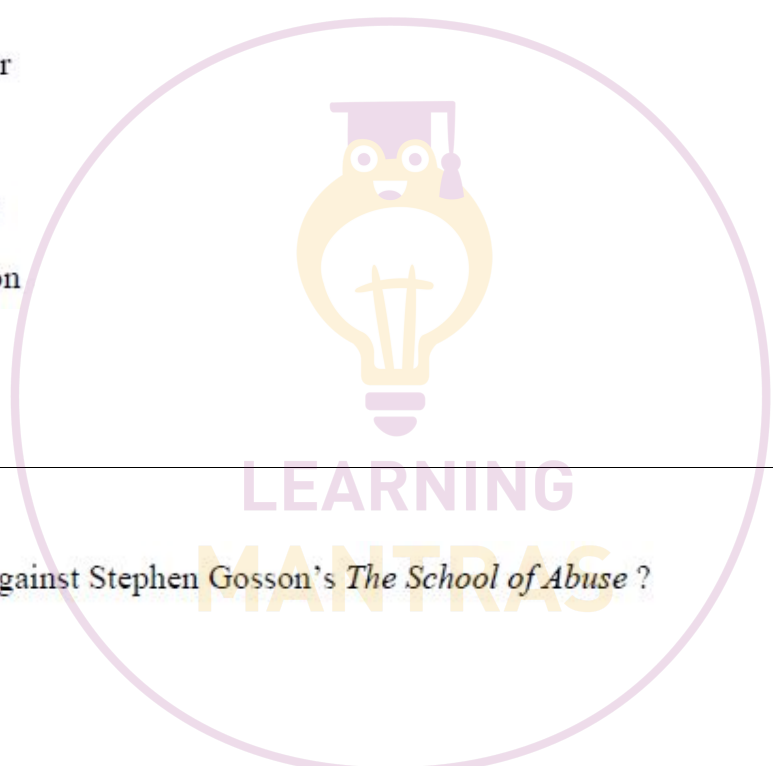 r
on
LEARNING
MANTRAS
gainst Stephen Gosson’s The School of Abuse ?